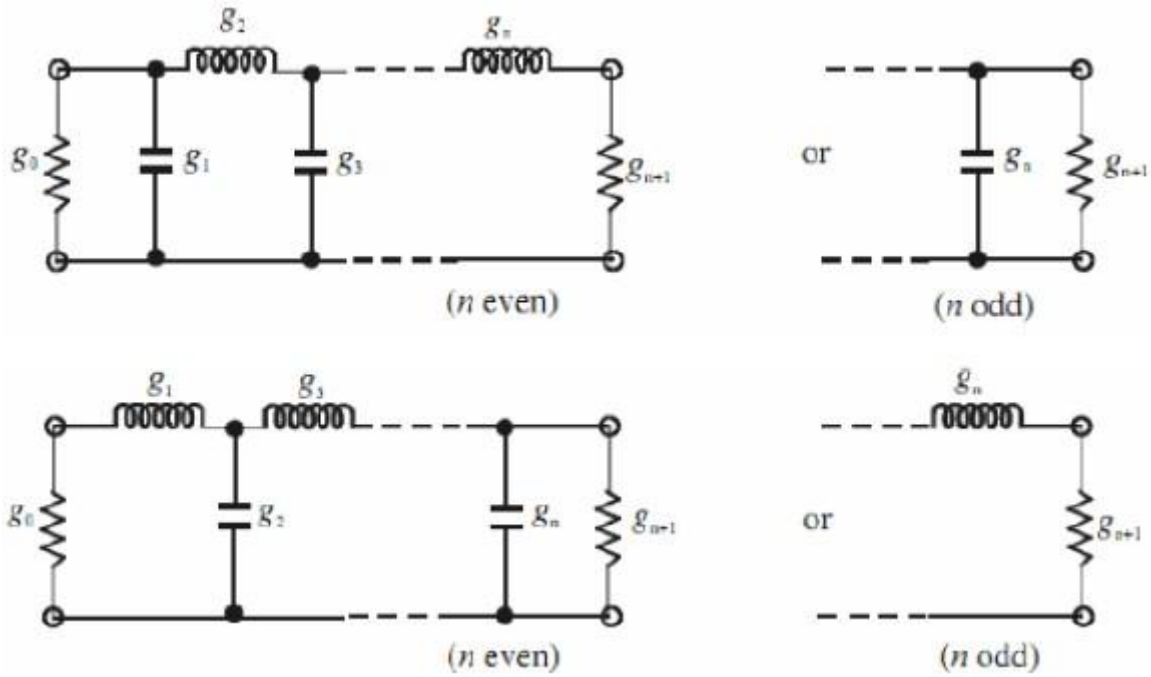 g₂
gₙ
g₀
g₁
g₃
gₙ₊₁
or
gₙ
gₙ₊₁
(n even)
(n odd)
g₁
g₃
gₙ
g₀
g₂
gₙ
gₙ₊₁
or
gₙ₊₁
(n even)
(n odd)